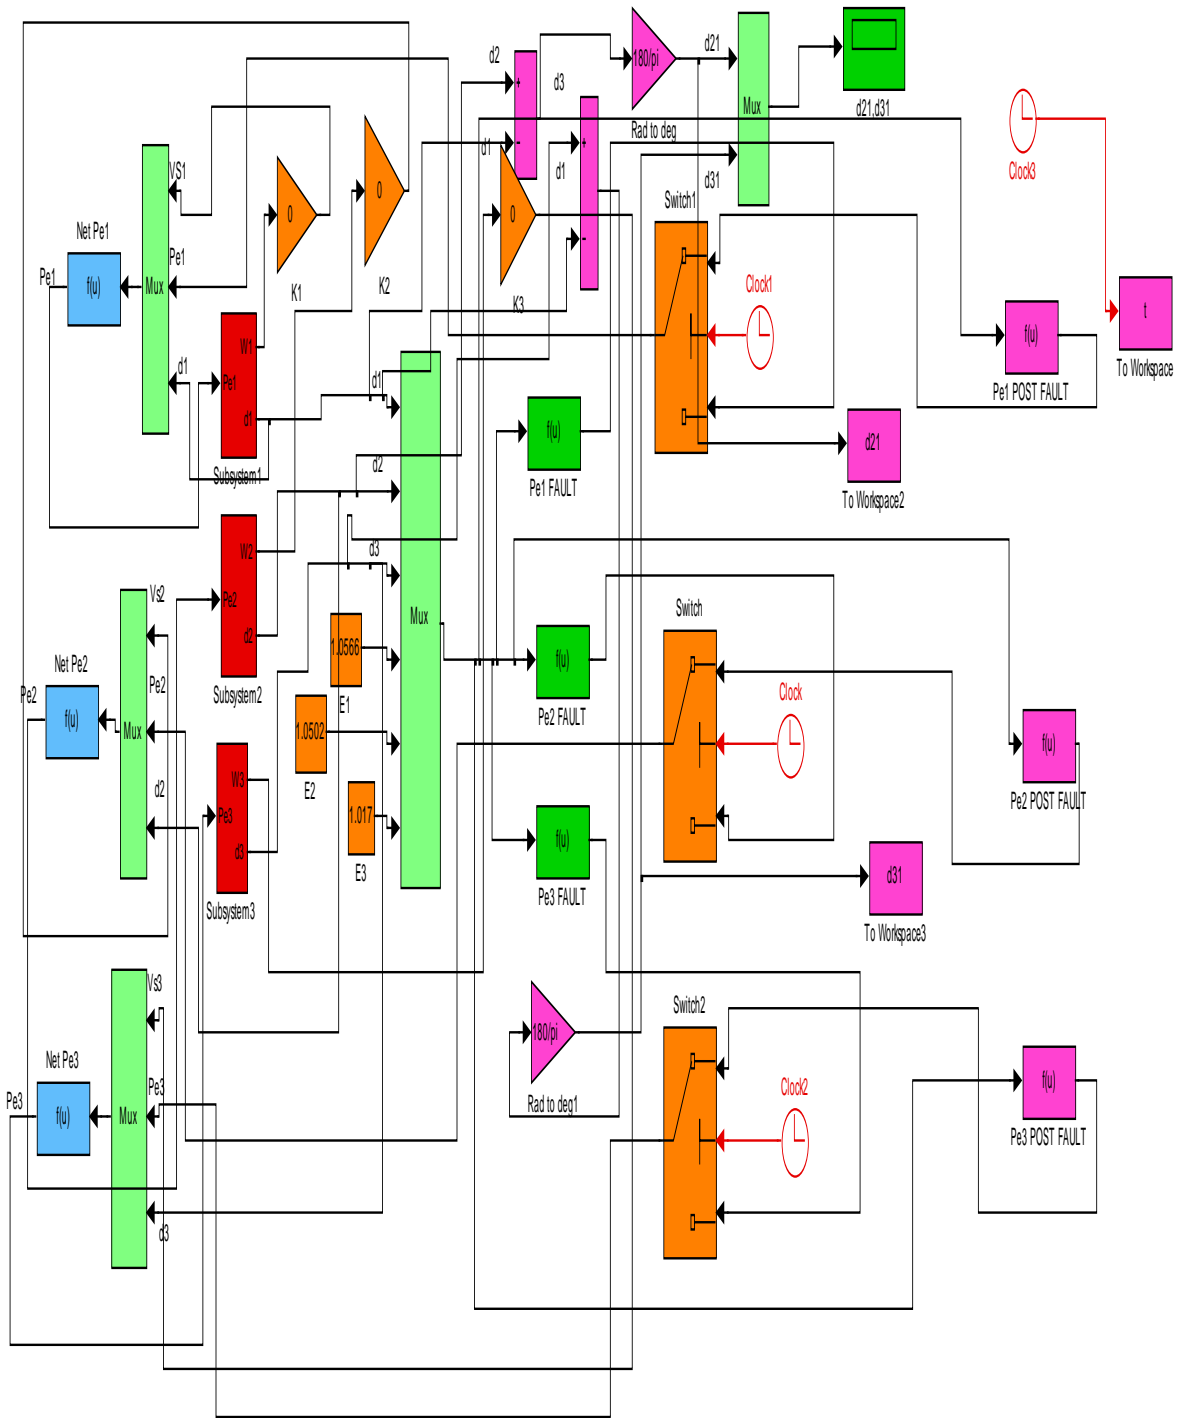 d2
d3
180/pi
d21
Mux
d21,d31
+
-
d1
+
d1
-
Rad to deg
d31
Clock3
VS1
0
0
0
Switch1
Net Pe1
Pe1
Pe1
f(u)
Mux
K1
K2
K3
Clock1
t
To Workspace
f(u)
Pe1 POST FAULT
W1
Pe1
d1
d1
d1
Subsystem1
f(u)
Pe1 FAULT
d21
To Workspace2
d2
W2
Pe2
d2
Subsystem2
d3
Mux
Vs2
1.0566
E1
f(u)
Pe2 FAULT
Switch
Net Pe2
Pe2
Pe2
f(u)
Mux
d2
1.0502
E2
Clock
f(u)
Pe2 POST FAULT
W3
Pe3
d3
Subsystem3
1.017
E3
f(u)
Pe3 FAULT
d31
To Workspace3
Vs3
180/pi
Rad to deg1
Switch2
Net Pe3
Pe3
Pe3
f(u)
Mux
d3
Clock2
f(u)
Pe3 POST FAULT